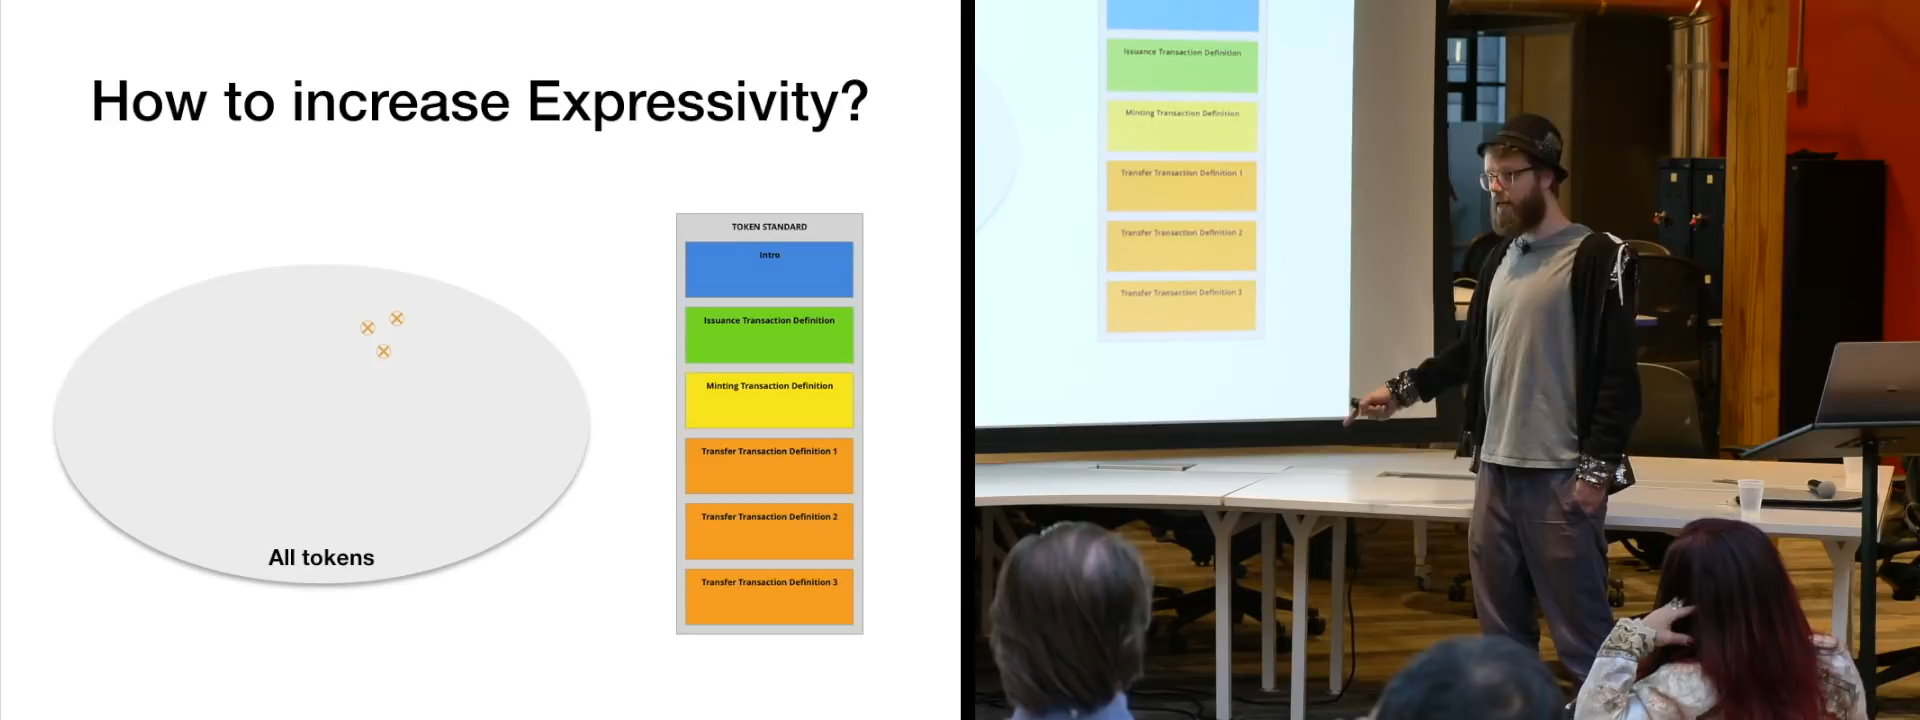 How to increase Expressivity?
TOKEN STANDARD
Intro
Issuance Transaction Definition
Minting Transaction Definition
Transfer Transaction Definition 1
Transfer Transaction Definition 2
Transfer Transaction Definition 3
All tokens
Issuance Transaction Definition
Minting Transaction Definition
Transfer Transaction Definition 1
Transfer Transaction Definition 2
Transfer Transaction Definition 3